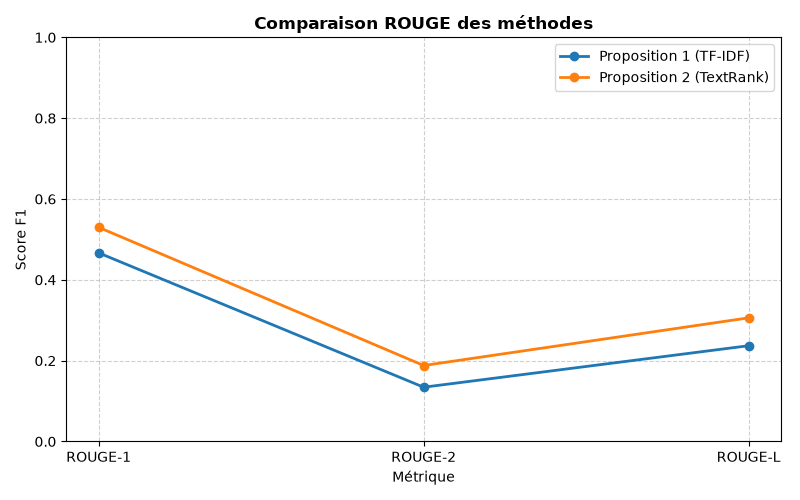 Comparaison ROUGE des méthodes
Proposition 1 (TF-IDF)
Proposition 2 (TextRank)
Score F1
1.0
0.8
0.6
0.4
0.2
0.0
ROUGE-1
ROUGE-2
ROUGE-L
Métrique